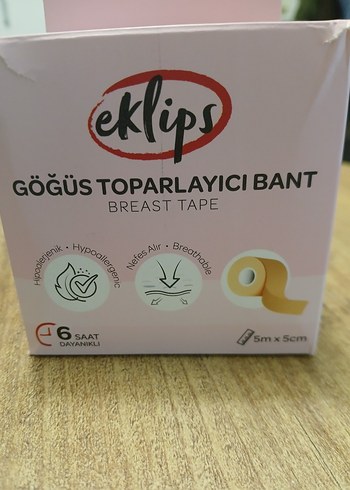 eklips
GÖĞÜS TOPARLAYICI BANT
BREAST TAPE
Hipoalerjenik • Hypoallergenic
Nefes Alır • Breathable
6 SAAT
DAYANIKLI
5m x 5cm